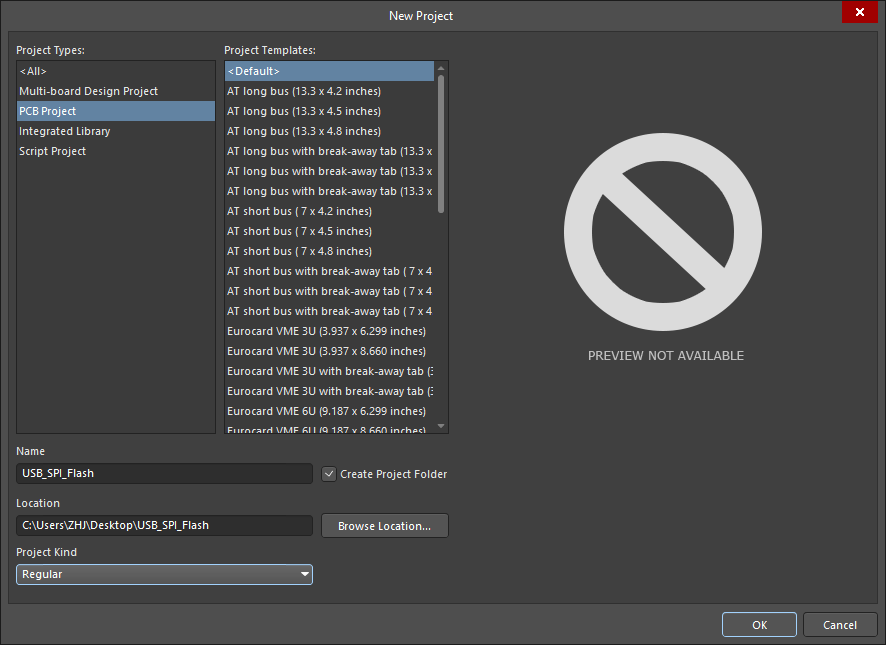 New Project
Project Types:
<All>
Multi-board Design Project
PCB Project
Integrated Library
Script Project
Project Templates:
<Default>
AT long bus (13.3 x 4.2 inches)
AT long bus (13.3 x 4.5 inches)
AT long bus (13.3 x 4.8 inches)
AT long bus with break-away tab (13.3 x
AT long bus with break-away tab (13.3 x
AT long bus with break-away tab (13.3 x
AT short bus ( 7 x 4.2 inches)
AT short bus ( 7 x 4.5 inches)
AT short bus ( 7 x 4.8 inches)
AT short bus with break-away tab ( 7 x 4
AT short bus with break-away tab ( 7 x 4
AT short bus with break-away tab ( 7 x 4
Eurocard VME 3U (3.937 x 6.299 inches)
Eurocard VME 3U (3.937 x 8.660 inches)
Eurocard VME 3U with break-away tab (3
Eurocard VME 3U with break-away tab (3
Eurocard VME 6U (9.187 x 6.299 inches)
Eurocard VME 6U (9.187 x 8.660 inches)
PREVIEW NOT AVAILABLE
Name
USB_SPI_Flash
Create Project Folder
Location
C:\Users\ZHJ\Desktop\USB_SPI_Flash
Browse Location...
Project Kind
Regular
OK
Cancel